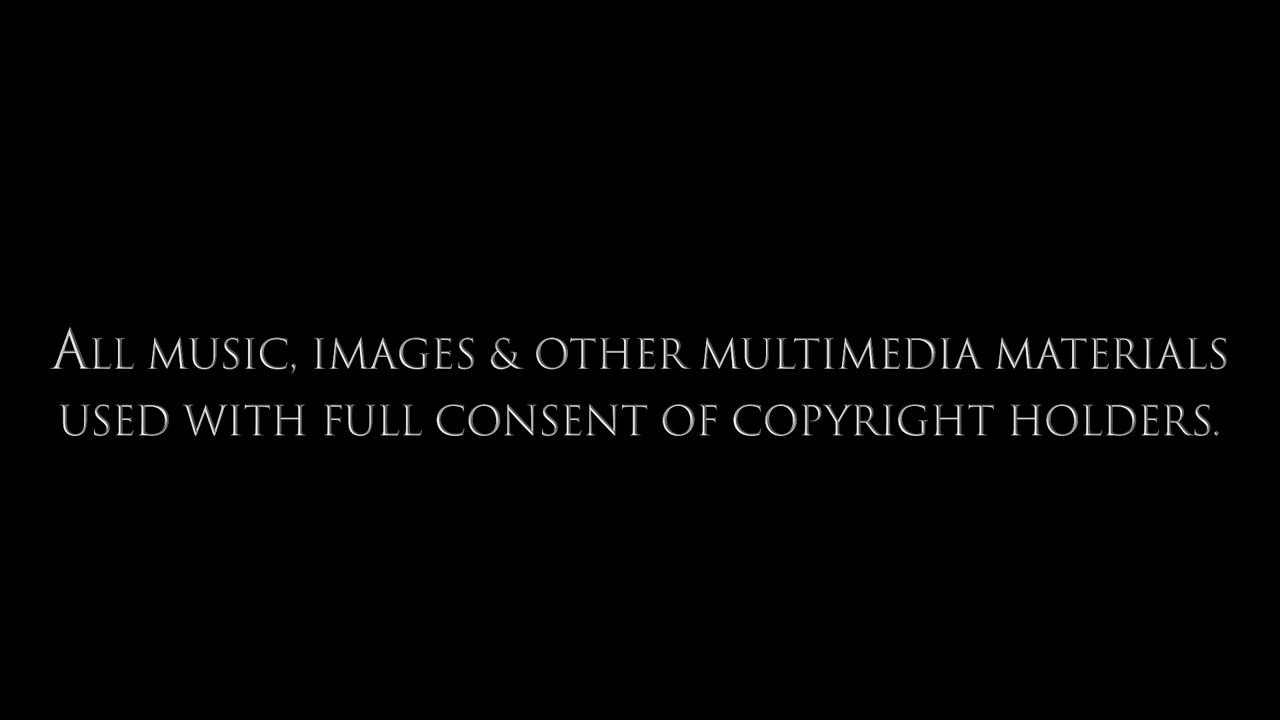 All music, images & other multimedia materials
used with full consent of copyright holders.